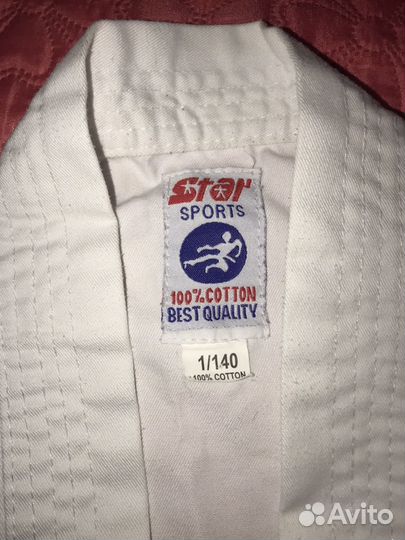 Star
SPORTS
100% COTTON
BEST QUALITY
1/140
100% COTTON
Avito